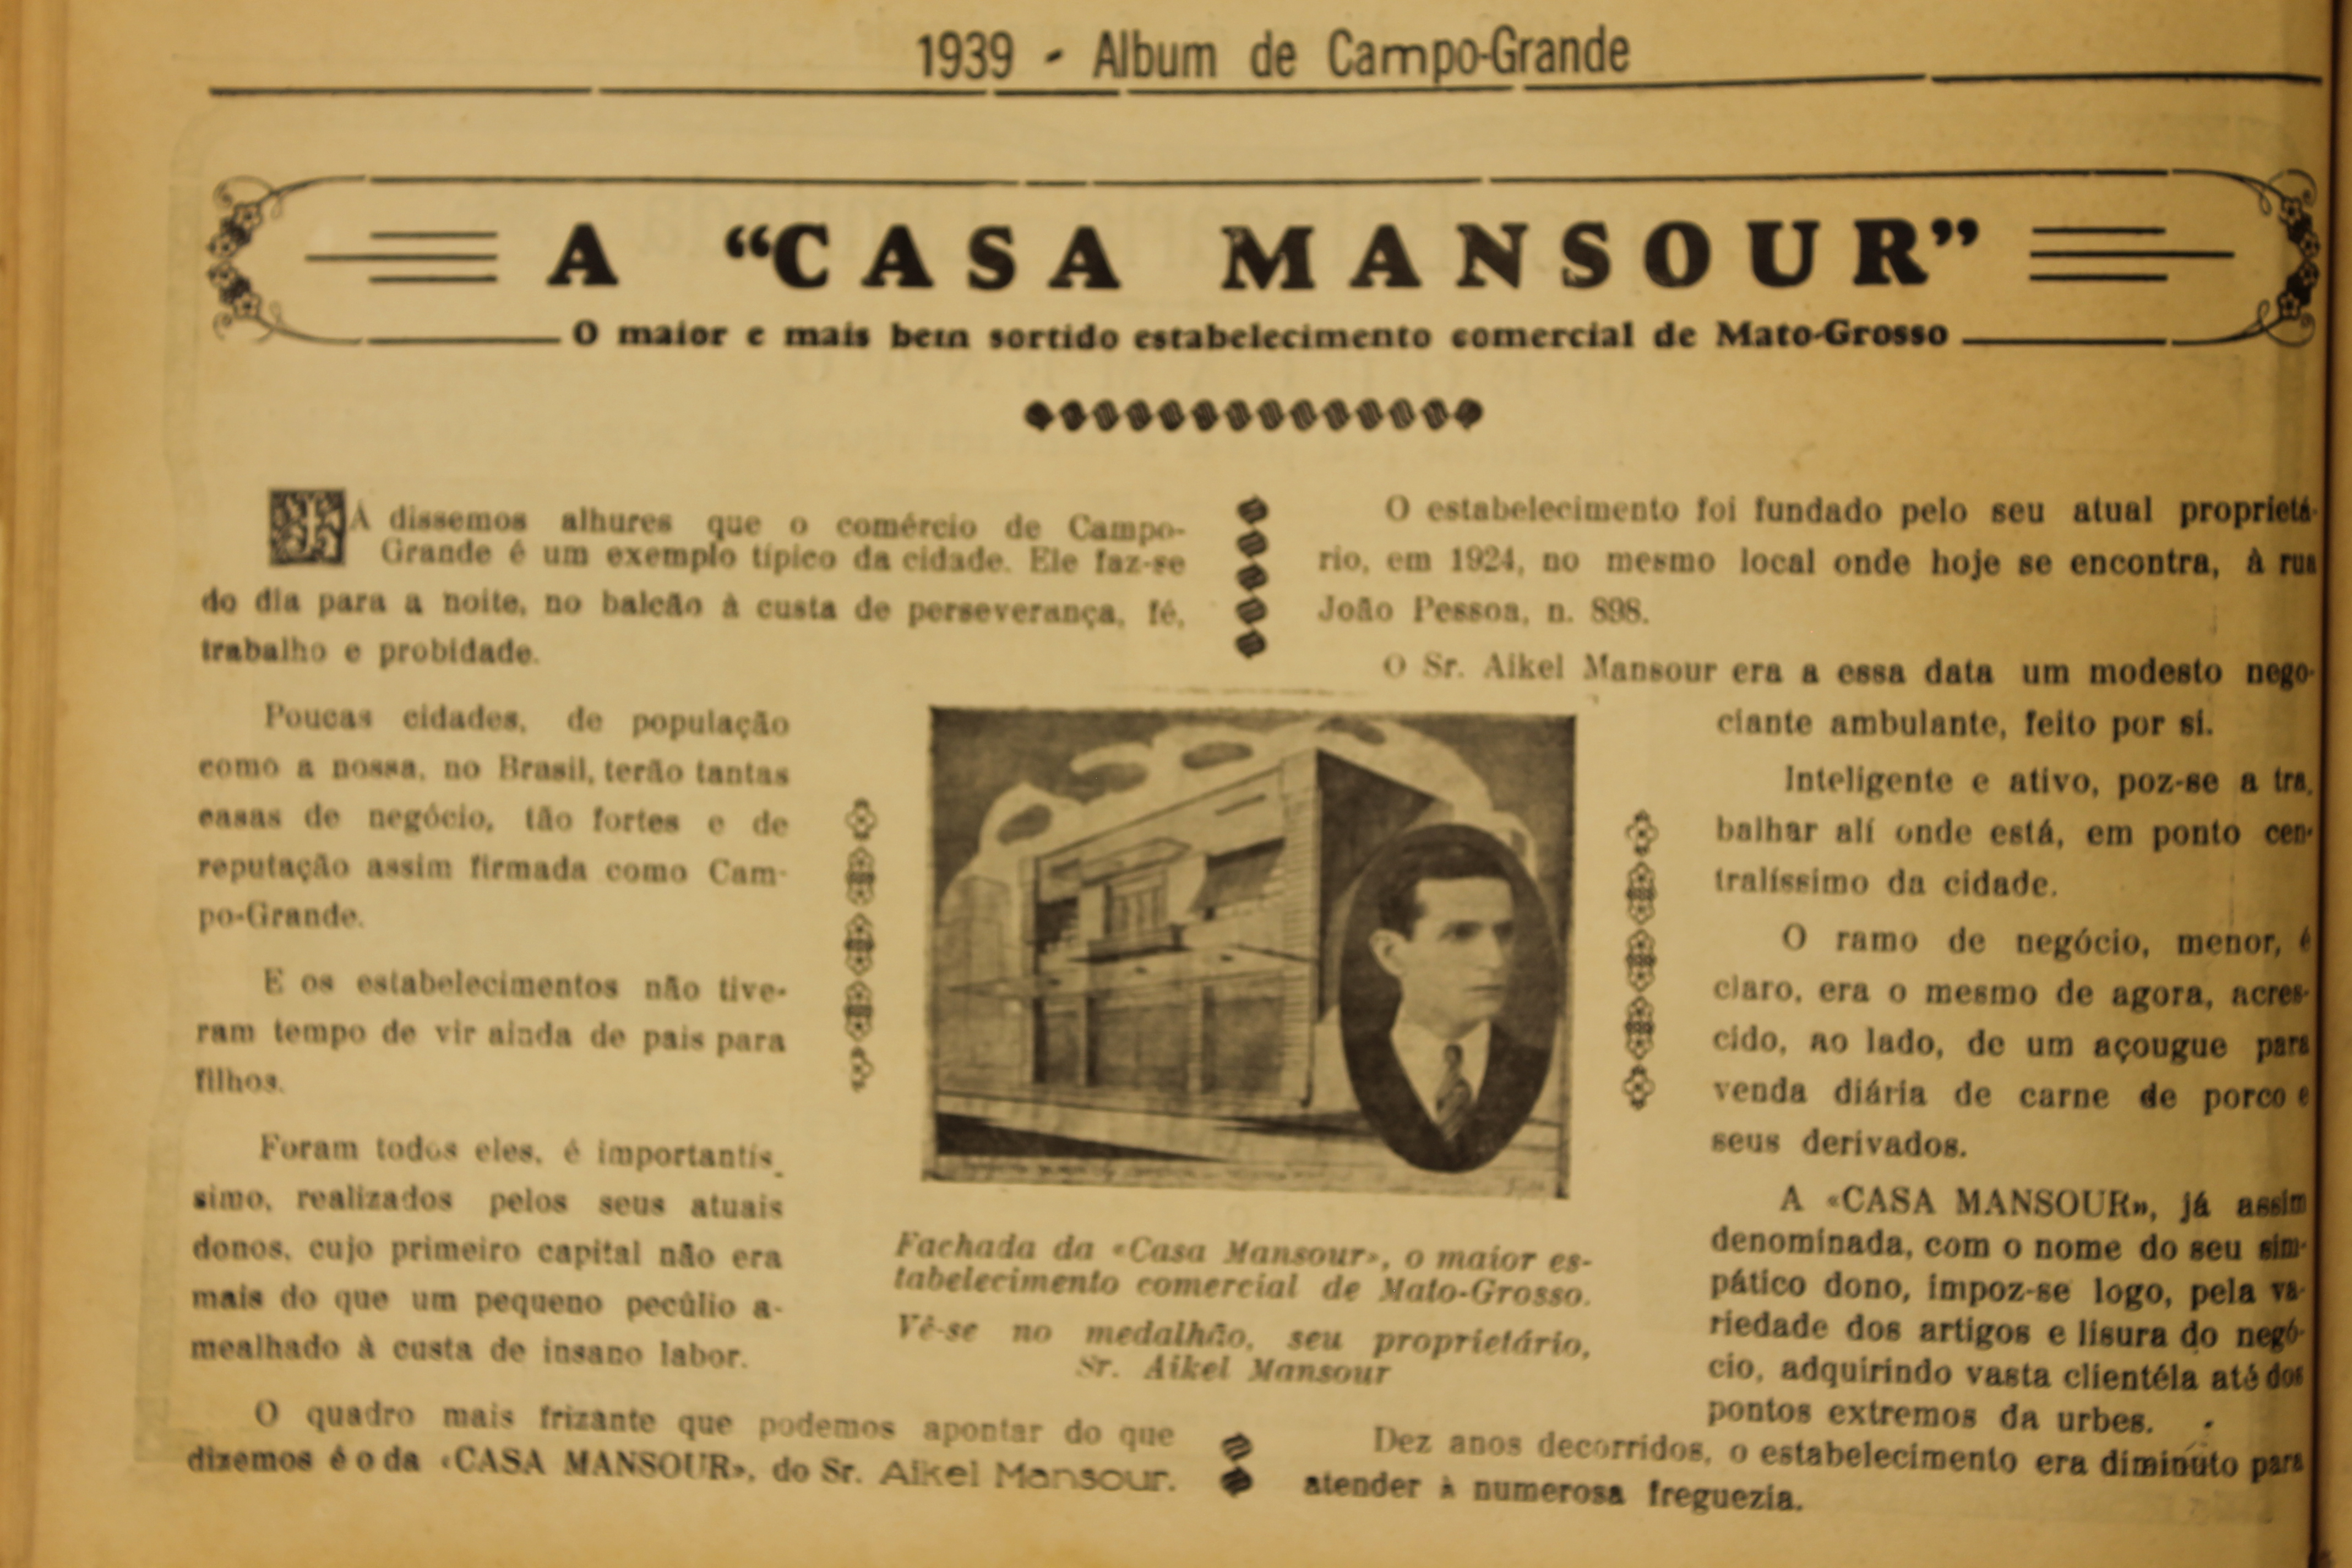 1939 - Album de Campo-Grande
A "CASA MANSOUR"
O maior e mais bem sortido estabelecimento comercial de Mato-Grosso
JÁ dissemos alhures que o comércio de Campo-
Grande é um exemplo típico da cidade. Ele faz-se
do dia para a noite, no balcão à custa de perseverança, fé,
trabalho e probidade.
Poucas cidades, de população
como a nossa, no Brasil, terão tantas
casas de negócio, tão fortes e de
reputação assim firmada como Cam-
po-Grande.
E os estabelecimentos não tive-
ram tempo de vir ainda de pais para
filhos.
Foram todos eles, é importantís-
simo, realizados pelos seus atuais
donos, cujo primeiro capital não era
mais do que um pequeno pecúlio a-
mealhado à custa de insano labor.
O quadro mais frizante que podemos apontar do que
dizemos é o da «CASA MANSOUR», do Sr. Aikel Mansour.
Fachada da «Casa Mansour», o maior es-
tabelecimento comercial de Mato-Grosso.
Vê-se no medalhão, seu proprietário,
Sr. Aikel Mansour
O estabelecimento foi fundado pelo seu atual proprietá-
rio, em 1924, no mesmo local onde hoje se encontra, à rua
João Pessoa, n. 898.
O Sr. Aikel Mansour era a essa data um modesto nego-
ciante ambulante, feito por si.
Inteligente e ativo, poz-se a tra,
balhar alí onde está, em ponto cen-
tralíssimo da cidade.
O ramo de negócio, menor, é
claro, era o mesmo de agora, acres-
cido, ao lado, de um açougue para
venda diária de carne de porco e
seus derivados.
A «CASA MANSOUR», já assim
denominada, com o nome do seu sim-
pático dono, impoz-se logo, pela va-
riedade dos artigos e lisura do negó-
cio, adquirindo vasta clientéla até dos
pontos extremos da urbes.
Dez anos decorridos, o estabelecimento era diminuto para
atender à numerosa freguezia.